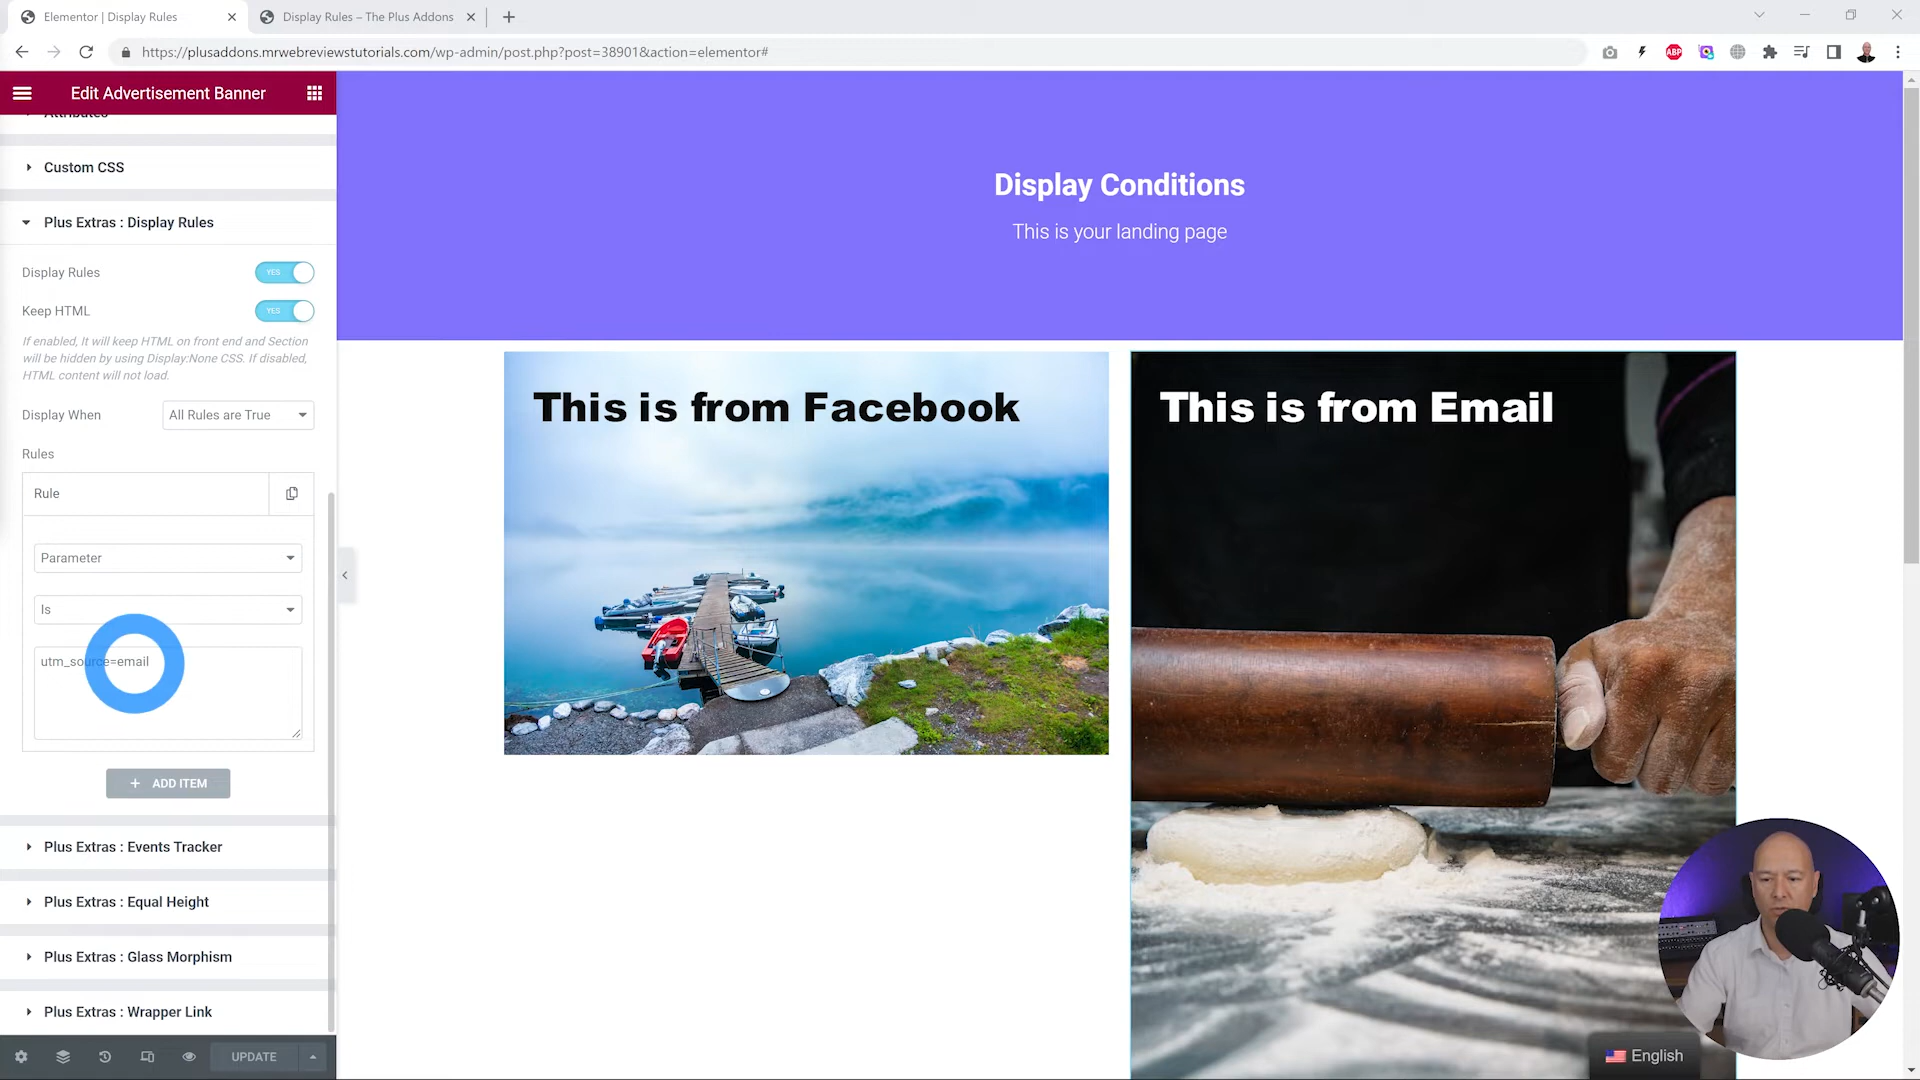 Elementor | Display Rules
Display Rules – The Plus Addons
https://plusaddons.mrwebreviewstutorials.com/wp-admin/post.php?post=38901&action=elementor#
ABP
Edit Advertisement Banner
Attributes
Custom CSS
Plus Extras : Display Rules
Display Rules
YES
Keep HTML
YES
If enabled, It will keep HTML on front end and Section
will be hidden by using Display:None CSS. If disabled,
HTML content will not load.
Display When
All Rules are True
Rules
Rule
Parameter
Is
utm_source=email
ADD ITEM
Plus Extras : Events Tracker
Plus Extras : Equal Height
Plus Extras : Glass Morphism
Plus Extras : Wrapper Link
UPDATE
Display Conditions
This is your landing page
This is from Facebook
This is from Email
English